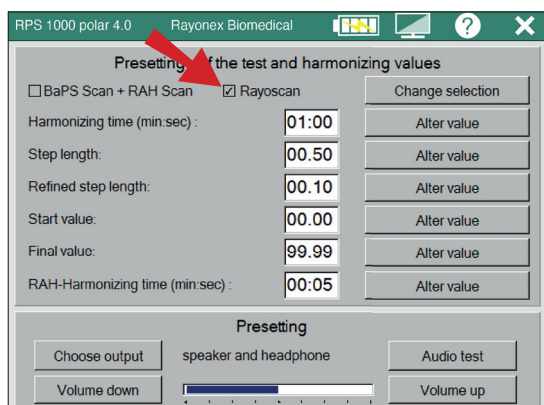 RPS 1000 polar 4.0 Rayonex Biomedical ?
Presetting of the test and harmonizing values
BaPS Scan + RAH Scan Rayoscan Change selection
Harmonizing time (min:sec) : 01:00 Alter value
Step length: 00.50 Alter value
Refined step length: 00.10 Alter value
Start value: 00.00 Alter value
Final value: 99.99 Alter value
RAH-Harmonizing time (min:sec) : 00:05 Alter value
Presetting
Choose output speaker and headphone Audio test
Volume down Volume up